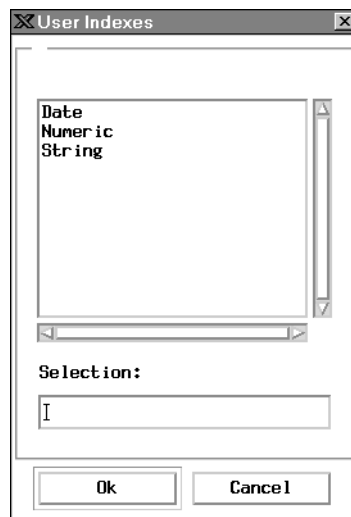 User Indexes
Date
Numeric
String
Selection:
Ok
Cancel